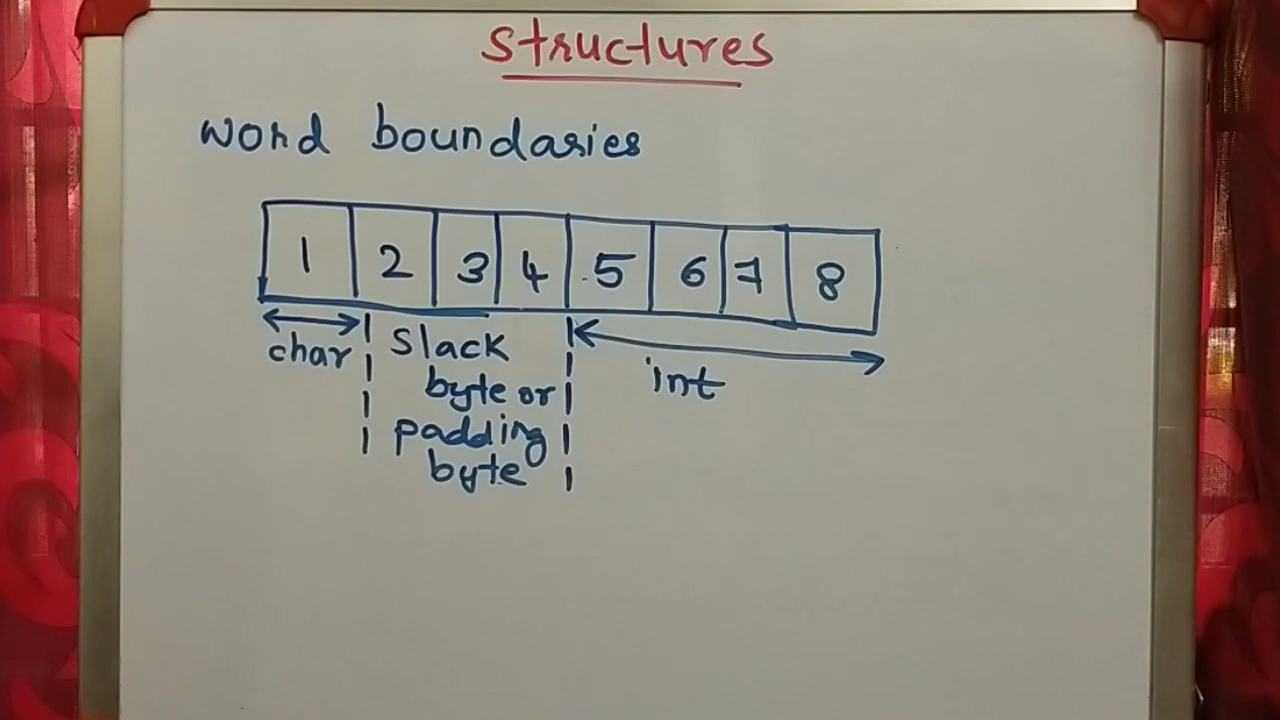 structures
word boundaries
1 2 3 4 5 6 7 8
char
slack
byte or
padding
byte
int